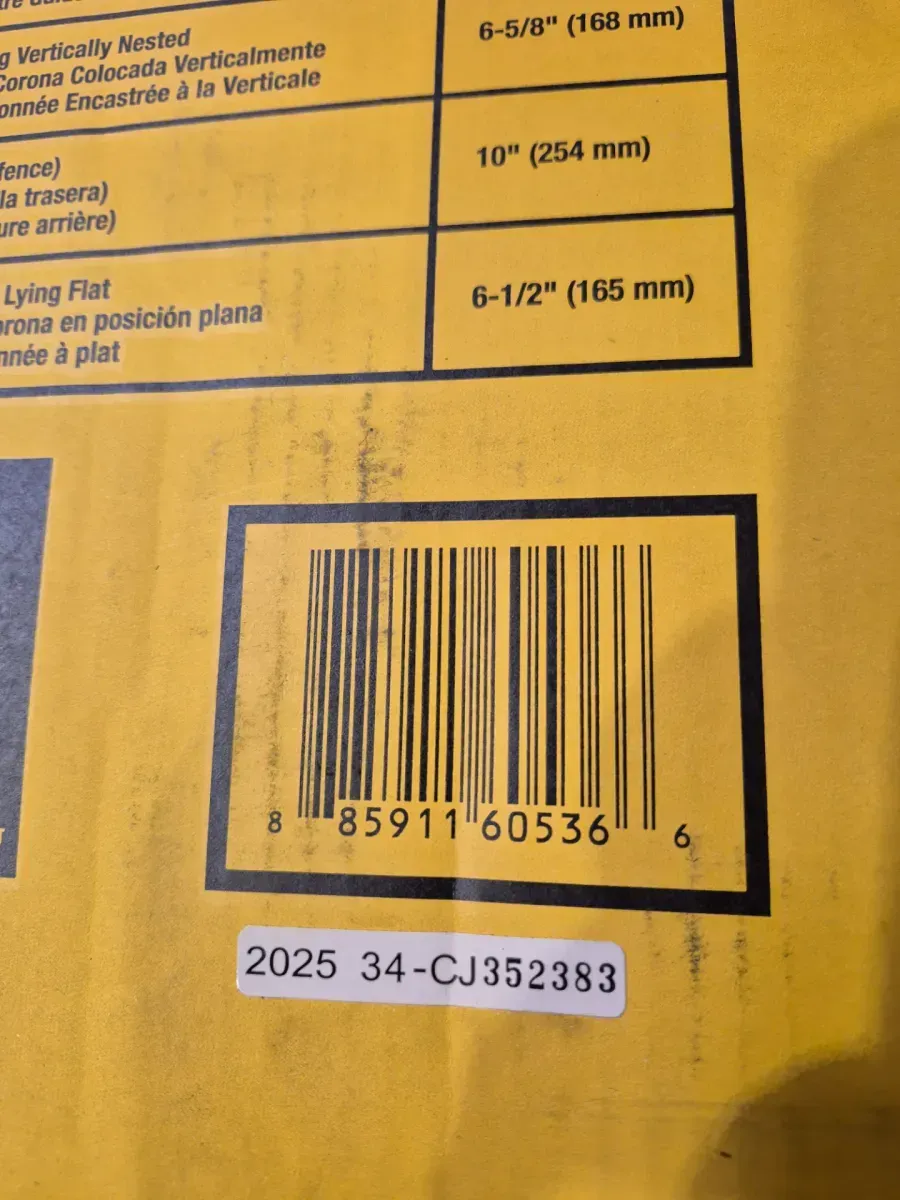 g Vertically Nested
Corona Colocada Verticalmente
onnée Encastrée à la Verticale
6-5/8" (168 mm)
fence)
la trasera)
ure arrière)
10" (254 mm)
Lying Flat
orona en posición plana
nnée à plat
6-1/2" (165 mm)
8 85911 60536 6
2025 34-CJ352383